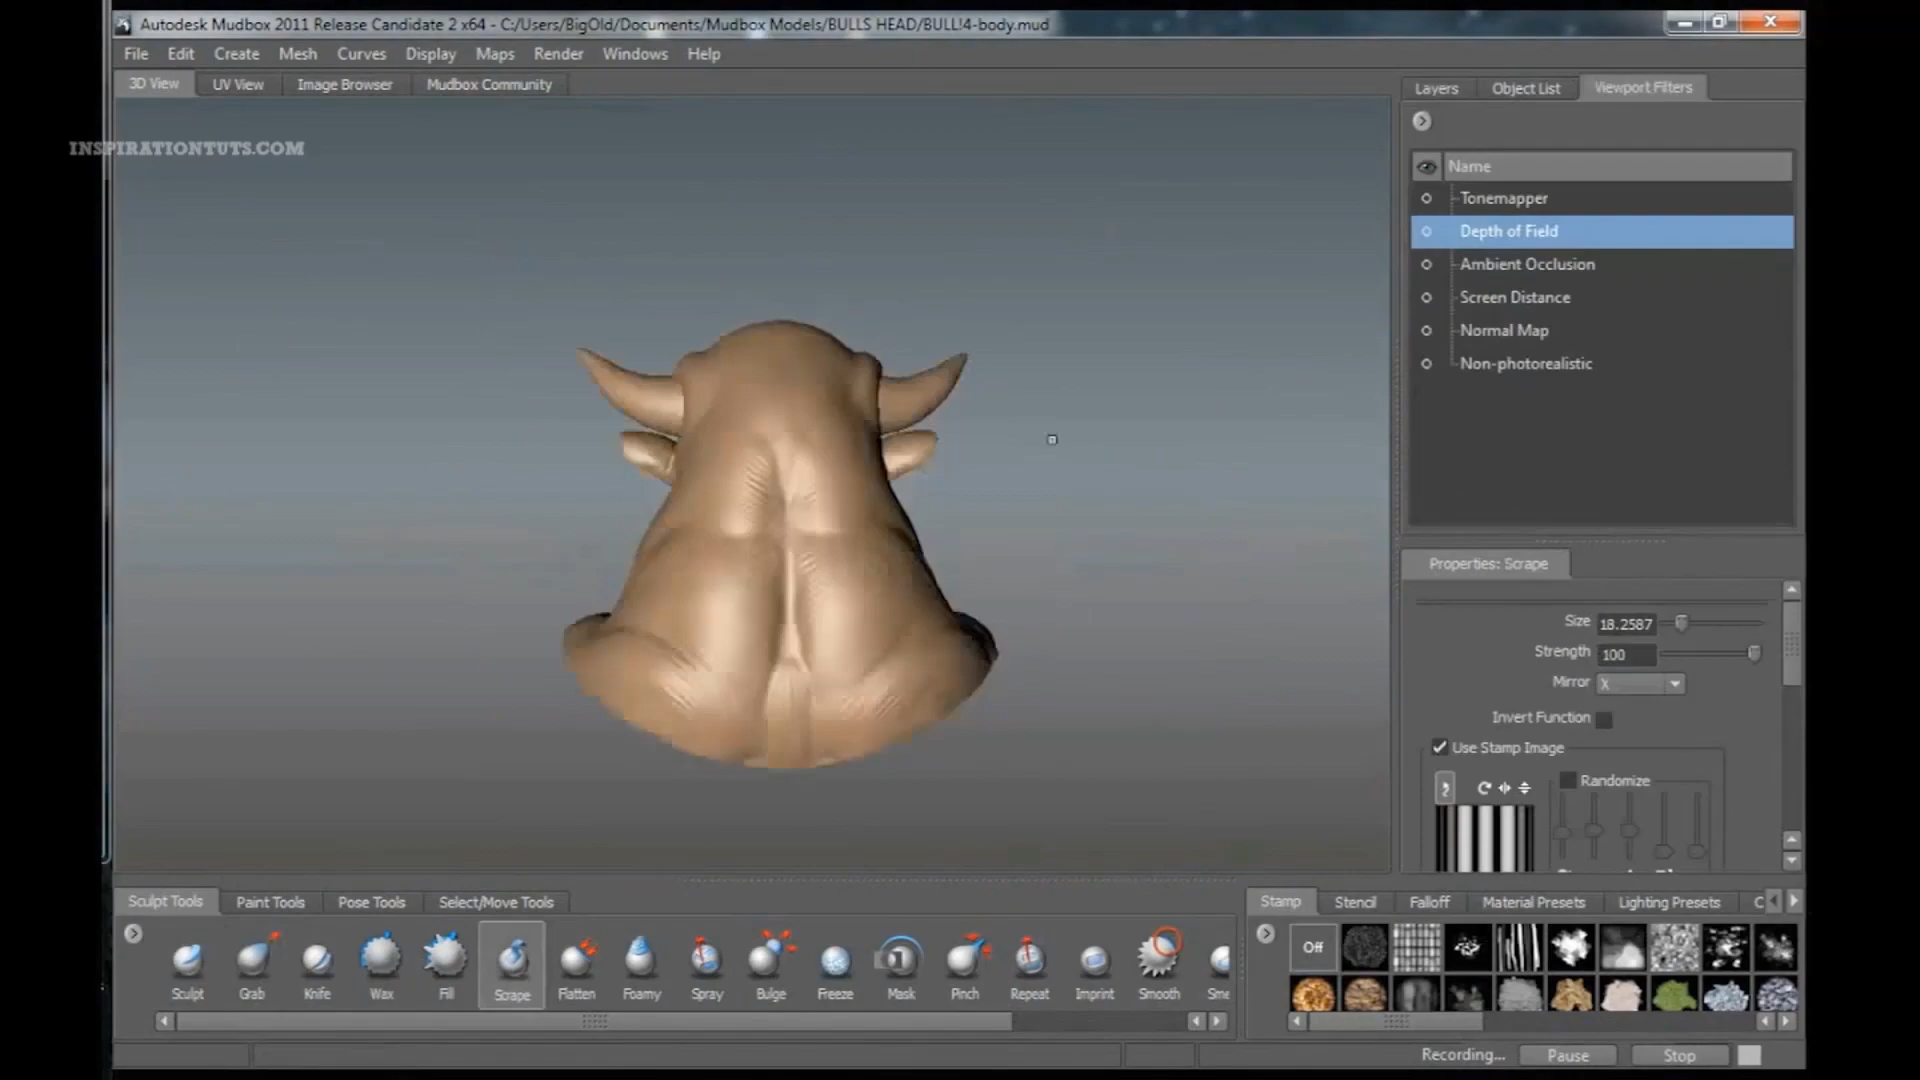 Autodesk Mudbox 2011 Release Candidate 2 x64 - C:/Users/BigOld/Documents/Mudbox Models/BULLS HEAD/BULL!4-body.mud
File Edit Create Mesh Curves Display Maps Render Windows Help
3D View UV View Image Browser Mudbox Community
Layers Object List Viewport Filters
INSPIRATIONTUTS.COM
Name
Tonemapper
Depth of Field
Ambient Occlusion
Screen Distance
Normal Map
Non-photorealistic
Properties: Scrape
Size 18.2587
Strength 100
Mirror X
Invert Function
Use Stamp Image
Randomize
Sculpt Tools Paint Tools Pose Tools Select/Move Tools
Stamp Stencil Falloff Material Presets Lighting Presets C
Off
Sculpt Grab Knife Wax Fill Scrape Flatten Foamy Spray Bulge Freeze Mask Pinch Repeat Imprint Smooth Sme
Recording... Pause Stop